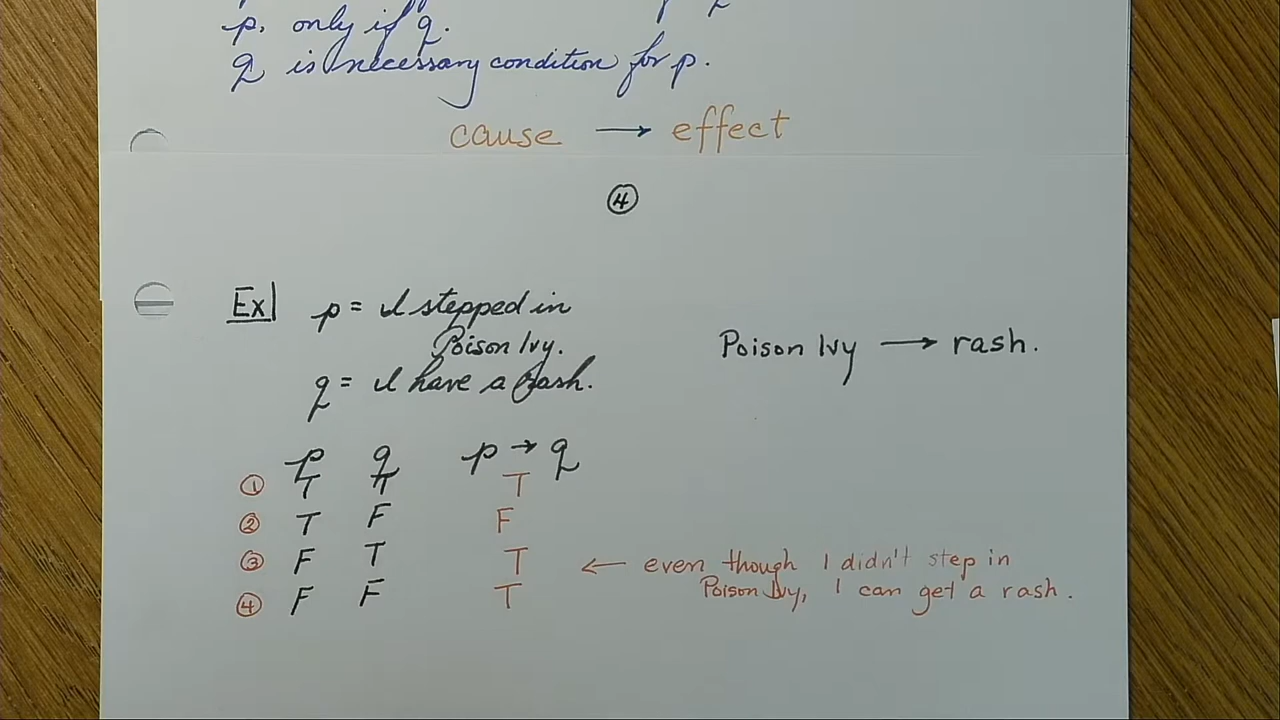 p, only if q.
q is necessary condition for p.
cause → effect
④
Ex| p = I stepped in
Poison Ivy.
Poison Ivy → rash.
q = I have a rash.
p q p → q
① T T T
② T F F
③ F T T ← even though I didn't step in
Poison Ivy, I can get a rash.
④ F F T